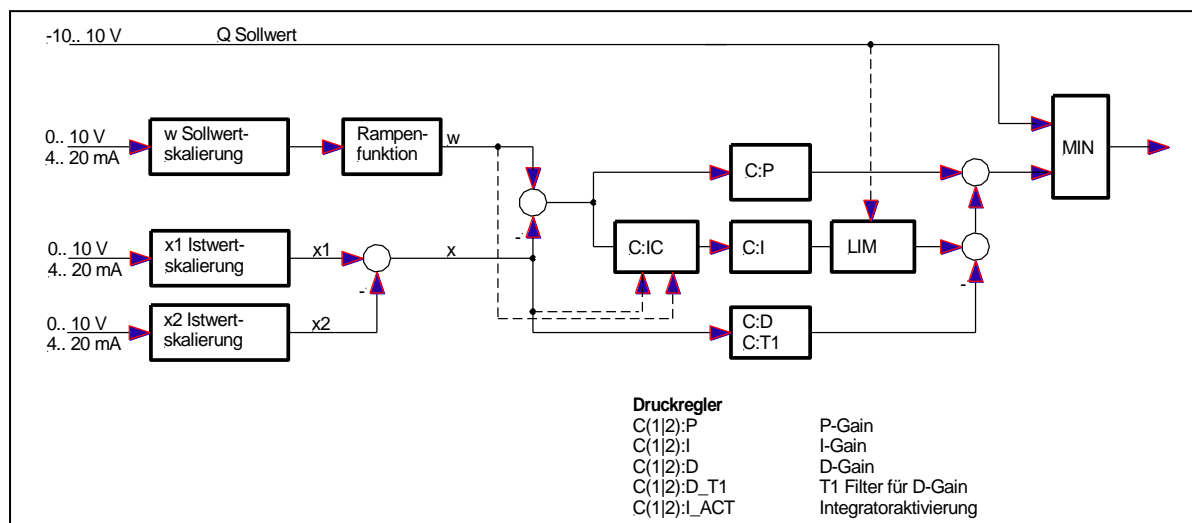 -10.. 10 V Q Sollwert
0.. 10 V
4.. 20 mA
w Sollwert-
skalierung
Rampen-
funktion
w
C:P
MIN
0.. 10 V
4.. 20 mA
x1 Istwert-
skalierung
x1
-
x
-
C:IC
C:I
LIM
-
0.. 10 V
4.. 20 mA
x2 Istwert-
skalierung
x2
C:D
C:T1
Druckregler
C(1|2):P P-Gain
C(1|2):I I-Gain
C(1|2):D D-Gain
C(1|2):D_T1 T1 Filter für D-Gain
C(1|2):I_ACT Integratoraktivierung